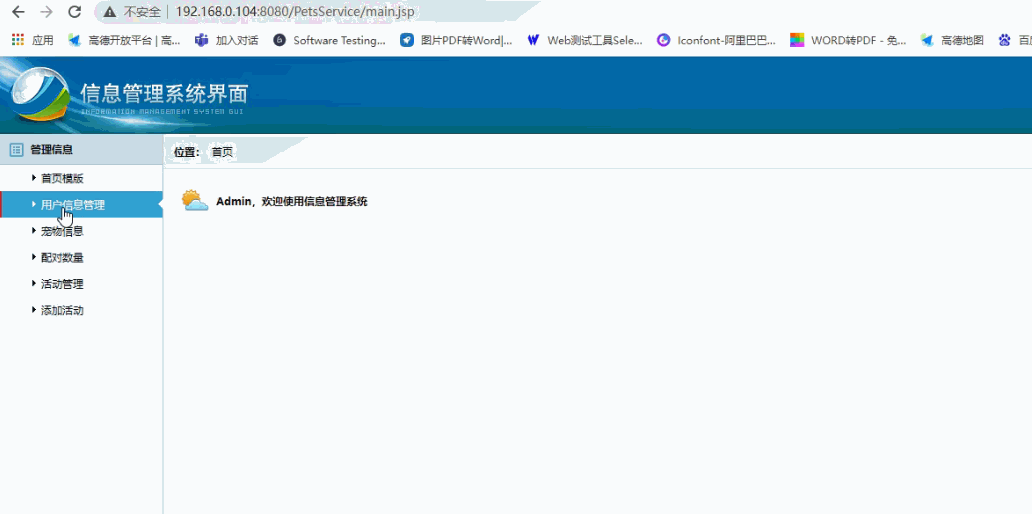 不安全 192.168.0.104:8080/PetsService/main.jsp
应用 高德开放平台 | 高... 加入对话 Software Testing... 图片PDF转Word|... Web测试工具Sele... Iconfont-阿里巴巴... WORD转PDF - 免... 高德地图
信息管理系统界面
INFORMATION MANAGEMENT SYSTEM GUI
管理信息
位置： 首页
首页模版
用户信息管理
Admin，欢迎使用信息管理系统
宠物信息
配对数量
活动管理
添加活动